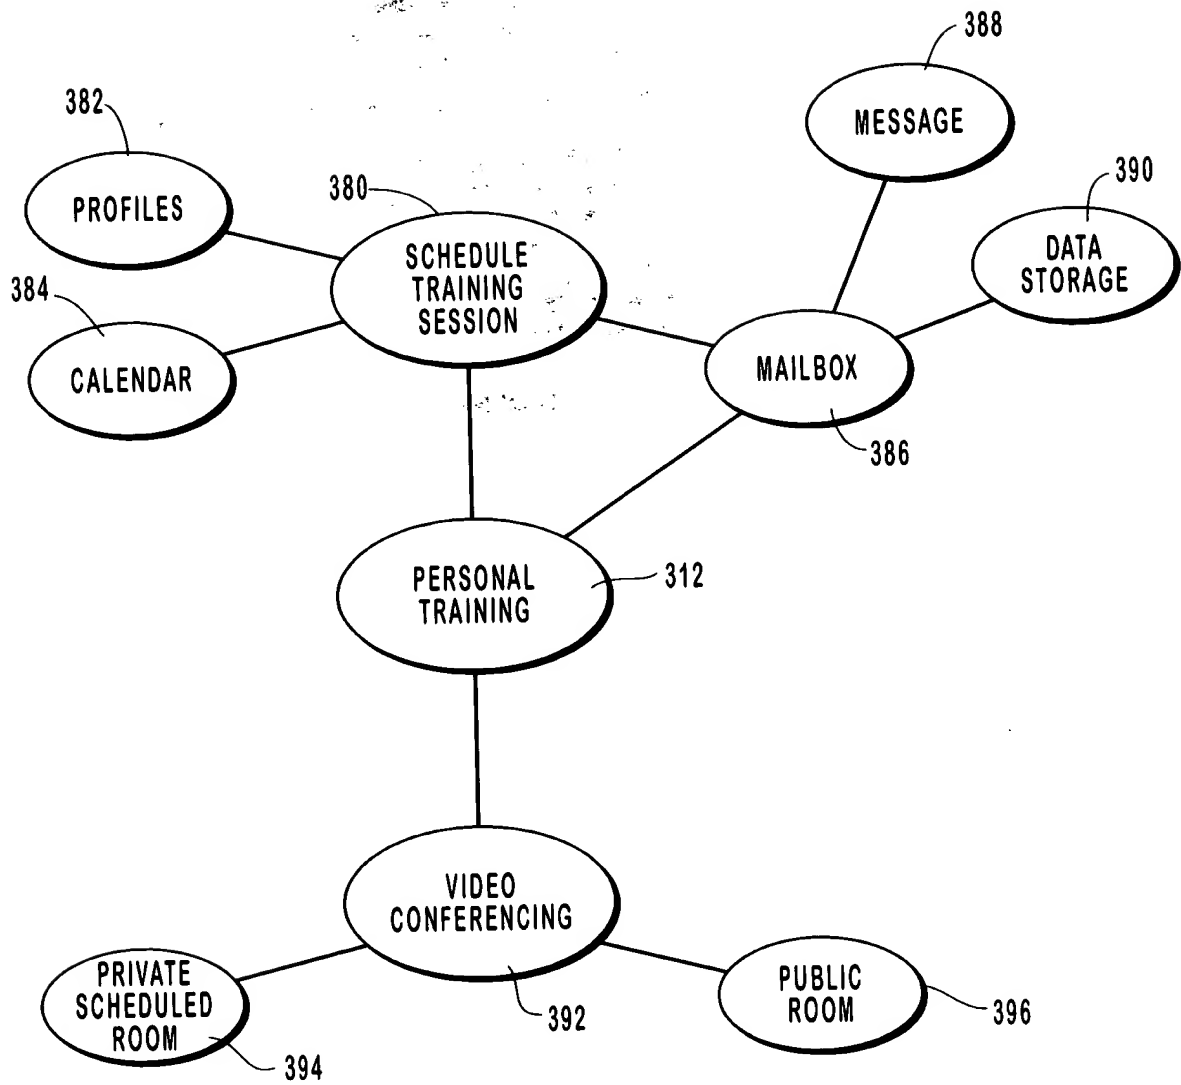 388
MESSAGE
382
PROFILES
390
DATA
STORAGE
380
SCHEDULE
TRAINING
SESSION
384
CALENDAR
MAILBOX
386
PERSONAL
TRAINING
312
VIDEO
CONFERENCING
392
PRIVATE
SCHEDULED
ROOM
394
PUBLIC
ROOM
396